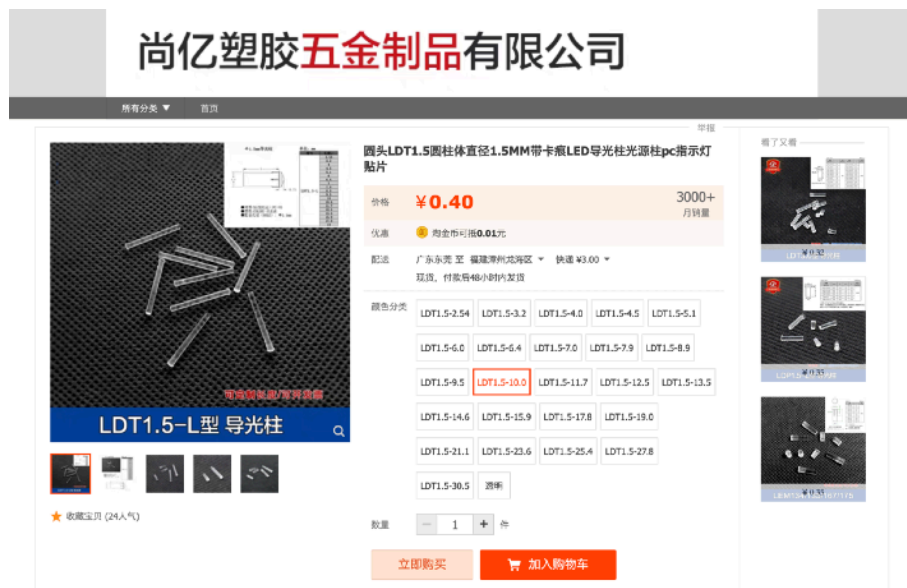 尚亿塑胶五金制品有限公司
所有分类 ▼ 首页
举报
圆头LDT1.5圆柱体直径1.5MM带卡痕LED导光柱光源柱pc指示灯
贴片
价格 ¥0.40 3000+
月销量
优惠 淘金币可抵0.01元
配送 广东东莞 至 福建漳州龙海区 快递 ¥3.00
现货，付款后48小时内发货
颜色分类
LDT1.5-2.54 LDT1.5-3.2 LDT1.5-4.0 LDT1.5-4.5 LDT1.5-5.1
LDT1.5-6.0 LDT1.5-6.4 LDT1.5-7.0 LDT1.5-7.9 LDT1.5-8.9
LDT1.5-9.5 LDT1.5-10.0 LDT1.5-11.7 LDT1.5-12.5 LDT1.5-13.5
LDT1.5-14.6 LDT1.5-15.9 LDT1.5-17.8 LDT1.5-19.0
LDT1.5-21.1 LDT1.5-23.6 LDT1.5-25.4 LDT1.5-27.8
LDT1.5-30.5 透明
数量 − 1 + 件
立即购买 加入购物车
LDT1.5-L型 导光柱
收藏宝贝 (24人气)
看了又看
¥0.32
¥0.33
¥0.33